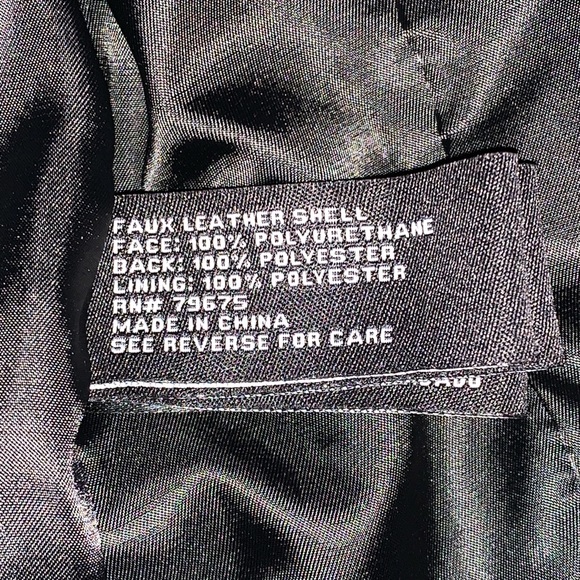 FAUX LEATHER SHELL
FACE: 100% POLYURETHANE
BACK: 100% POLYESTER
LINING: 100% POLYESTER
RN# 79675
MADE IN CHINA
SEE REVERSE FOR CARE